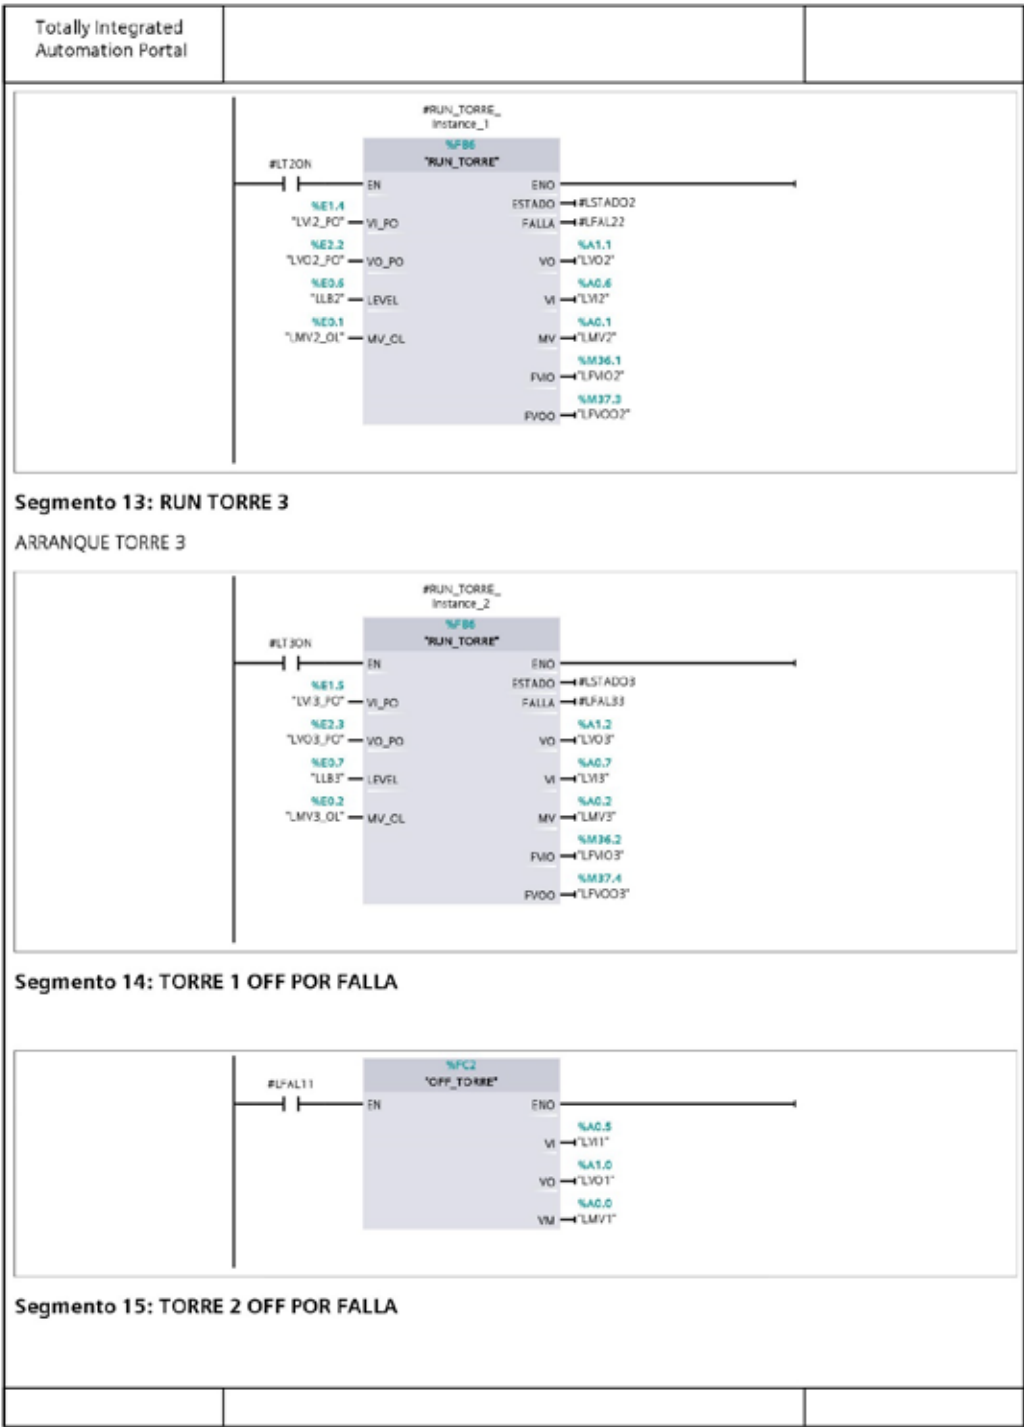 Totally Integrated
Automation Portal
#RUN_TORRE_
Instance_1
%FB6
"RUN_TORRE"
#LT2ON
EN ENO
ESTADO #LSTADO2
%E1.4
"LVI2_PO" VI_PO FALLA #LFAL22
%E2.2 %A1.1
"LVO2_PO" VO_PO VO "LVO2"
%E0.6 %A0.6
"LLB2" LEVEL VI "LVI2"
%E0.1 %A0.1
"LMV2_OL" MV_OL MV "LMV2"
%M36.1
FVIO "LFVIO2"
%M37.3
FVOO "LFVOO2"
Segmento 13: RUN TORRE 3
ARRANQUE TORRE 3
#RUN_TORRE_
Instance_2
%FB6
"RUN_TORRE"
#LT3ON
EN ENO
ESTADO #LSTADO3
%E1.5
"LVI3_PO" VI_PO FALLA #LFAL33
%E2.3 %A1.2
"LVO3_PO" VO_PO VO "LVO3"
%E0.7 %A0.7
"LLB3" LEVEL VI "LVI3"
%E0.2 %A0.2
"LMV3_OL" MV_OL MV "LMV3"
%M36.2
FVIO "LFVIO3"
%M37.4
FVOO "LFVOO3"
Segmento 14: TORRE 1 OFF POR FALLA
%FC2
"OFF_TORRE"
#LFAL11
EN ENO
%A0.5
VI "LVI1"
%A1.0
VO "LVO1"
%A0.0
VM "LMV1"
Segmento 15: TORRE 2 OFF POR FALLA